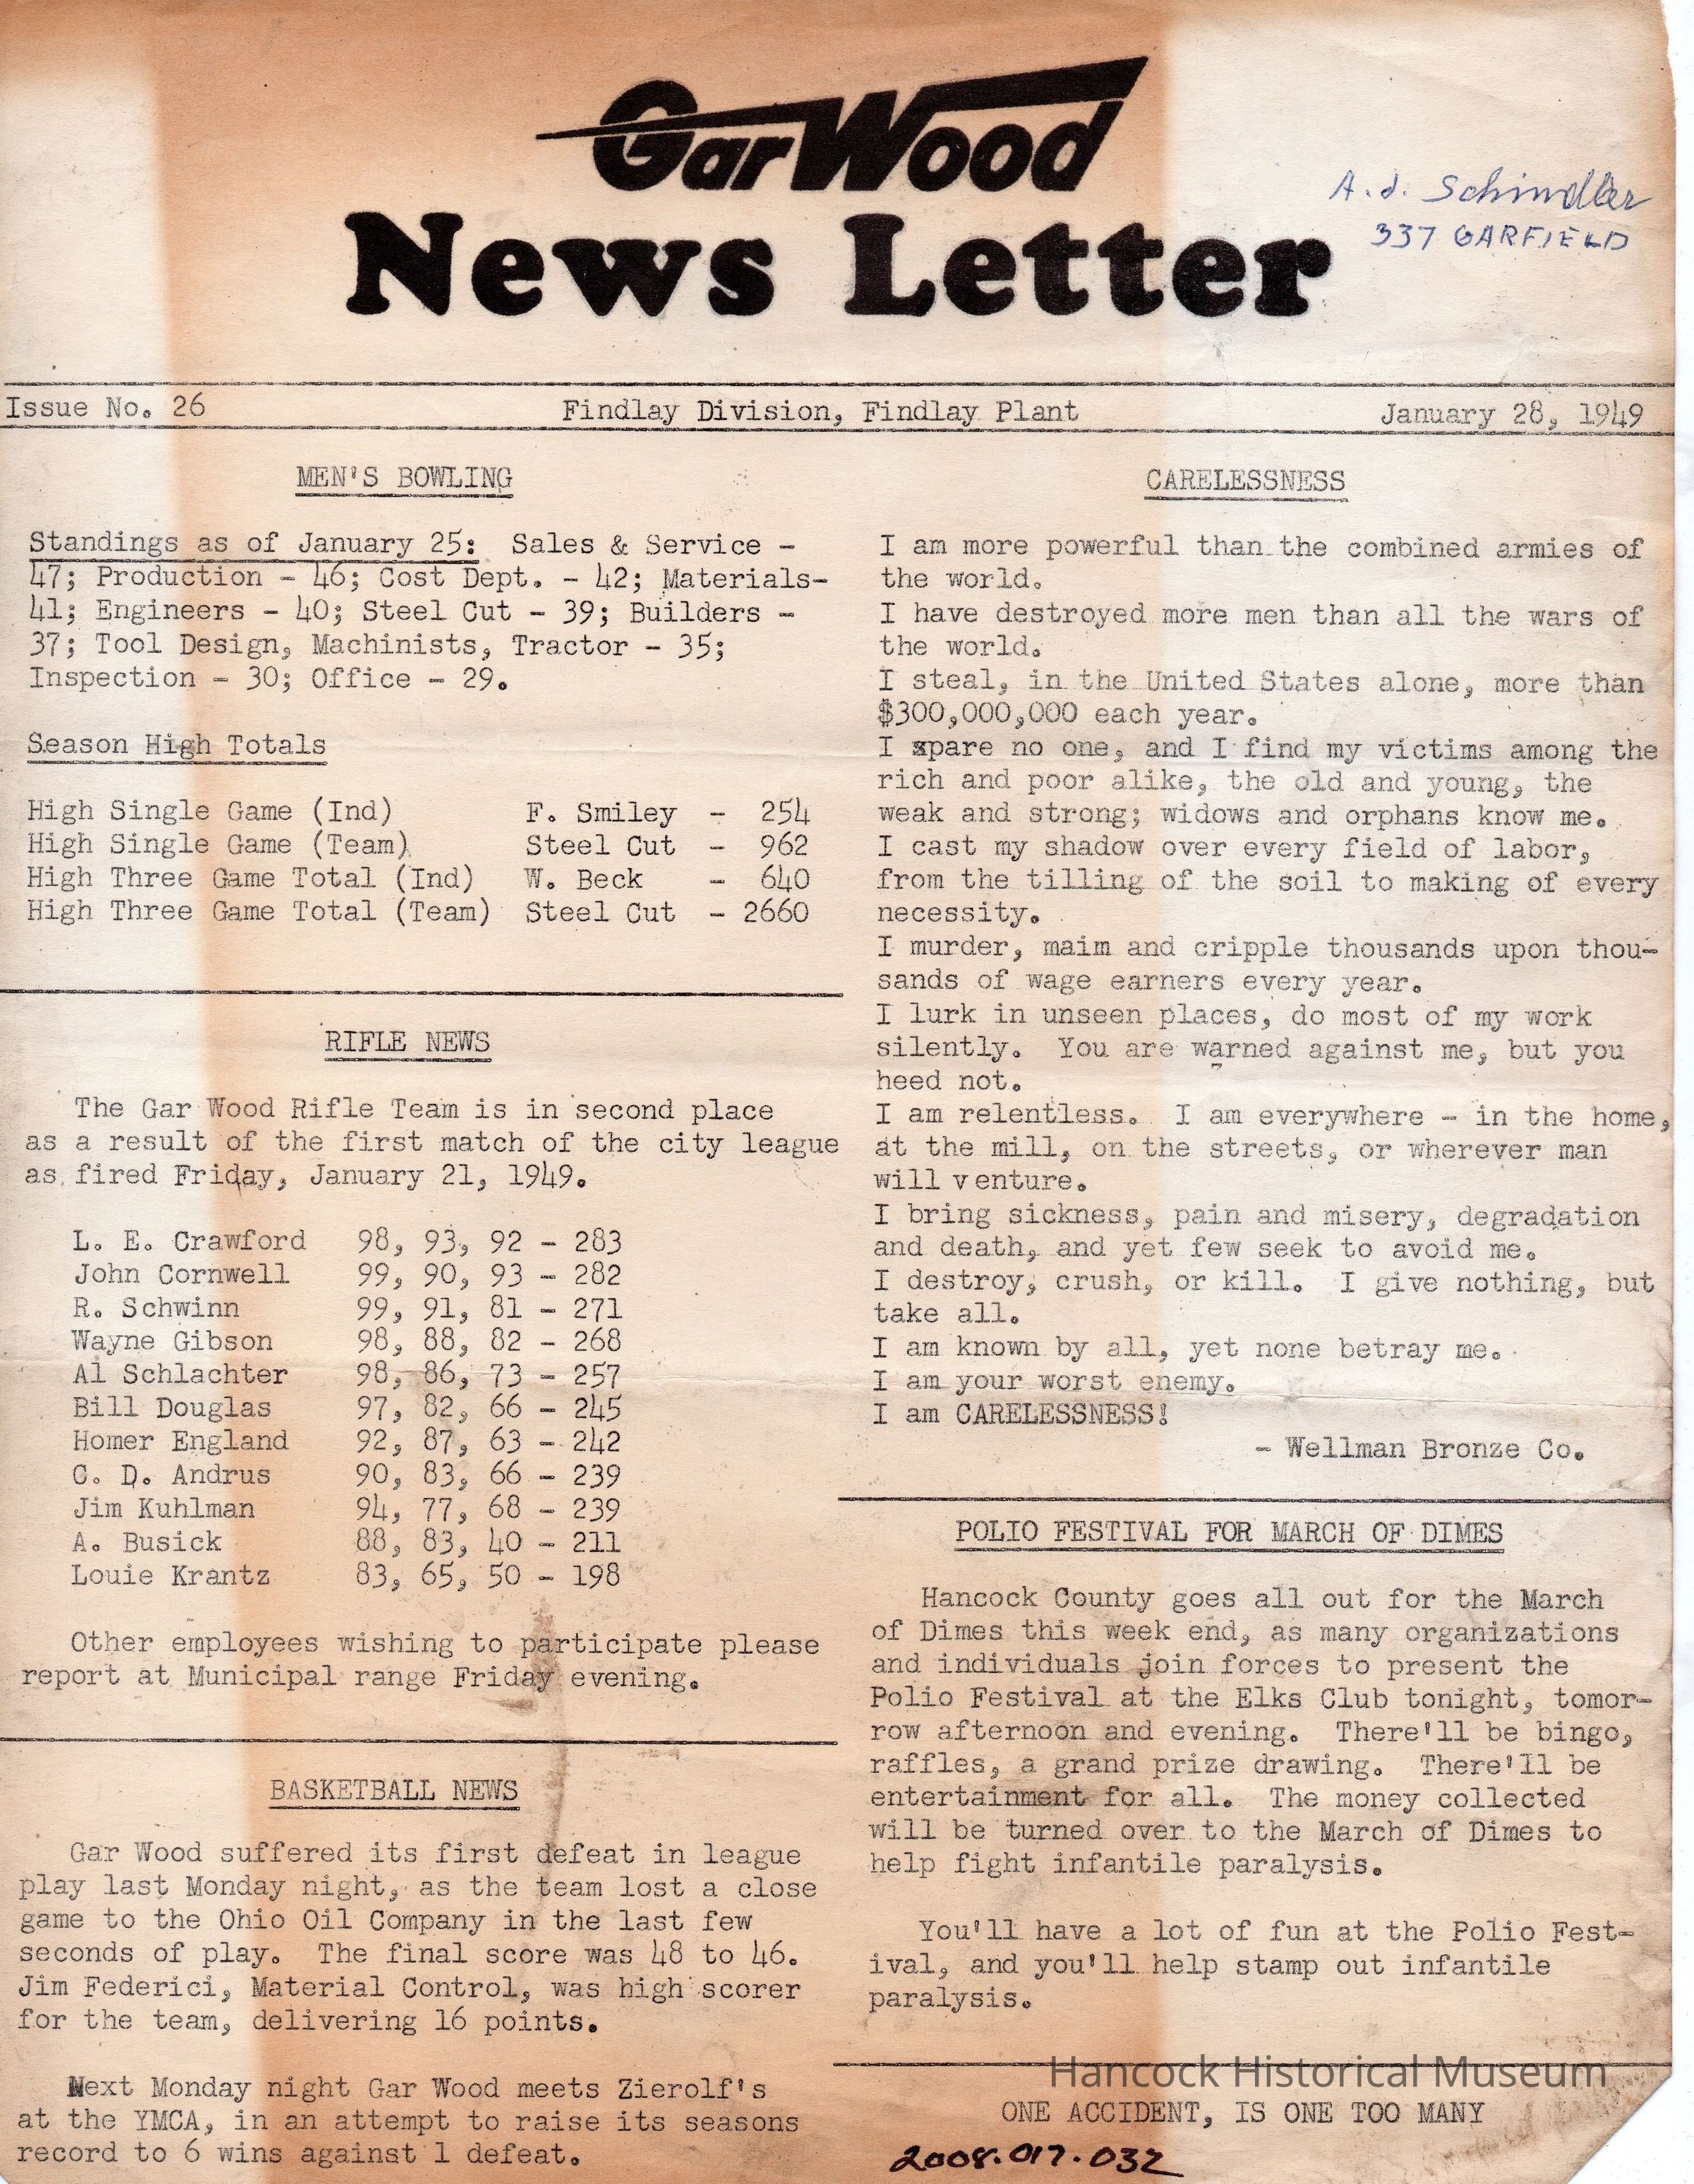 Gar Wood
News Letter
A. J. Schindler
337 GARFIELD
Issue No. 26 Findlay Division, Findlay Plant January 28, 1949
MEN'S BOWLING
Standings as of January 25: Sales & Service -
47; Production - 46; Cost Dept. - 42; Materials-
41; Engineers - 40; Steel Cut - 39; Builders -
37; Tool Design, Machinists, Tractor - 35;
Inspection - 30; Office - 29.
Season High Totals
High Single Game (Ind) F. Smiley - 254
High Single Game (Team) Steel Cut - 962
High Three Game Total (Ind) W. Beck - 640
High Three Game Total (Team) Steel Cut - 2660
RIFLE NEWS
The Gar Wood Rifle Team is in second place
as a result of the first match of the city league
as fired Friday, January 21, 1949.
L. E. Crawford 98, 93, 92 - 283
John Cornwell 99, 90, 93 - 282
R. Schwinn 99, 91, 81 - 271
Wayne Gibson 98, 88, 82 - 268
Al Schlachter 98, 86, 73 - 257
Bill Douglas 97, 82, 66 - 245
Homer England 92, 87, 63 - 242
C. D. Andrus 90, 83, 66 - 239
Jim Kuhlman 94, 77, 68 - 239
A. Busick 88, 83, 40 - 211
Louie Krantz 83, 65, 50 - 198
Other employees wishing to participate please
report at Municipal range Friday evening.
BASKETBALL NEWS
Gar Wood suffered its first defeat in league
play last Monday night, as the team lost a close
game to the Ohio Oil Company in the last few
seconds of play. The final score was 48 to 46.
Jim Federici, Material Control, was high scorer
for the team, delivering 16 points.
Next Monday night Gar Wood meets Zierolf's
at the YMCA, in an attempt to raise its seasons
record to 6 wins against 1 defeat.
CARELESSNESS
I am more powerful than the combined armies of
the world.
I have destroyed more men than all the wars of
the world.
I steal, in the United States alone, more than
$300,000,000 each year.
I spare no one, and I find my victims among the
rich and poor alike, the old and young, the
weak and strong; widows and orphans know me.
I cast my shadow over every field of labor,
from the tilling of the soil to making of every
necessity.
I murder, maim and cripple thousands upon thou-
sands of wage earners every year.
I lurk in unseen places, do most of my work
silently. You are warned against me, but you
heed not.
I am relentless. I am everywhere - in the home,
at the mill, on the streets, or wherever man
will venture.
I bring sickness, pain and misery, degradation
and death, and yet few seek to avoid me.
I destroy, crush, or kill. I give nothing, but
take all.
I am known by all, yet none betray me.
I am your worst enemy.
I am CARELESSNESS!
- Wellman Bronze Co.
POLIO FESTIVAL FOR MARCH OF DIMES
Hancock County goes all out for the March
of Dimes this week end, as many organizations
and individuals join forces to present the
Polio Festival at the Elks Club tonight, tomor-
row afternoon and evening. There'll be bingo,
raffles, a grand prize drawing. There'll be
entertainment for all. The money collected
will be turned over to the March of Dimes to
help fight infantile paralysis.
You'll have a lot of fun at the Polio Fest-
ival, and you'll help stamp out infantile
paralysis.
Hancock Historical Museum
ONE ACCIDENT, IS ONE TOO MANY
2008.017.032